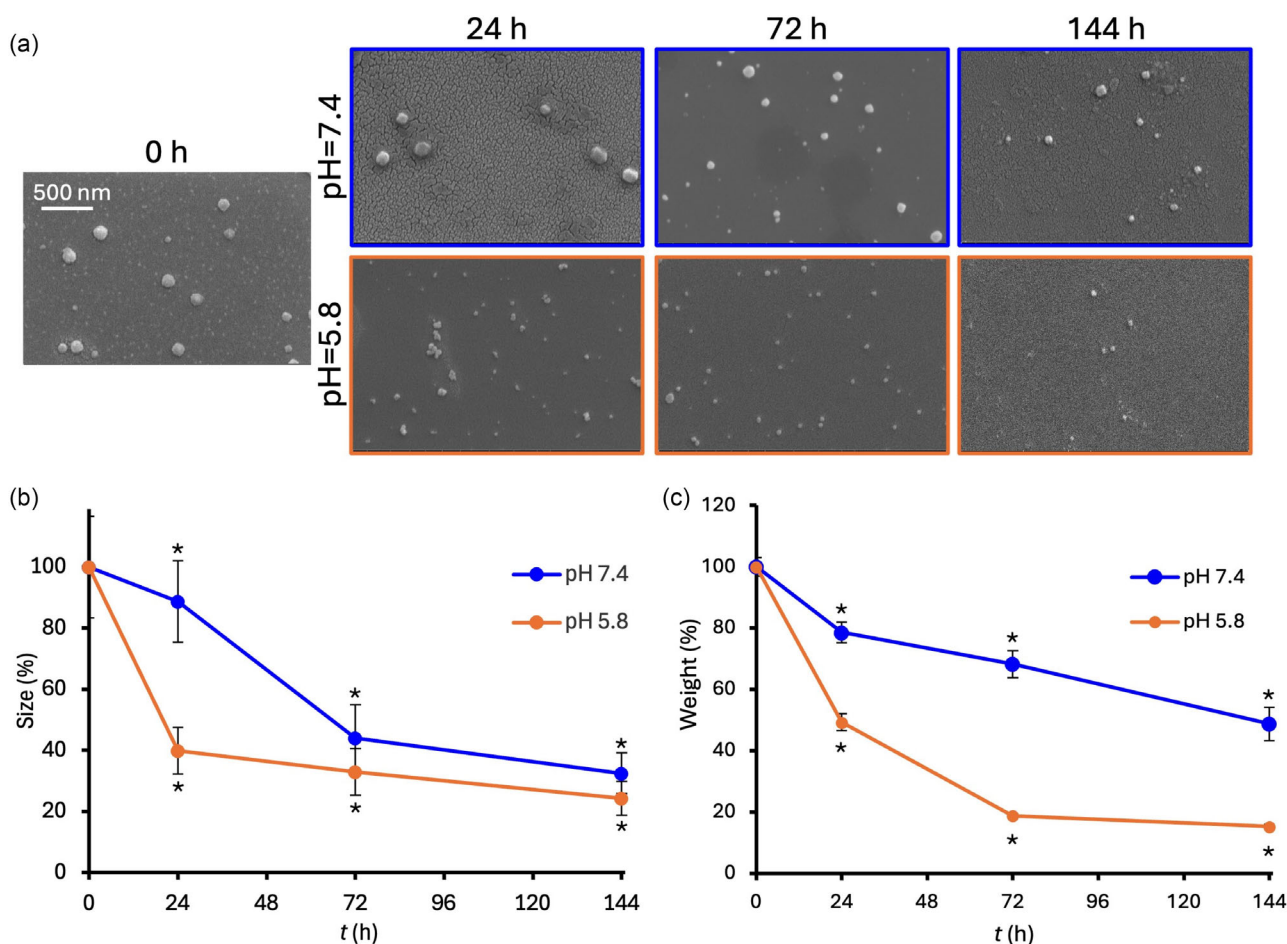 (a)
24 h
72 h
144 h
pH=7.4
0 h
500 nm
pH=5.8
(b)
100
80
60
40
20
0
Size (%)
*
*
*
*
*
*
pH 7.4
pH 5.8
0
24
48
72
96
120
144
t (h)
(c)
120
100
80
60
40
20
0
Weight (%)
*
*
*
*
*
*
pH 7.4
pH 5.8
0
24
48
72
96
120
144
t (h)